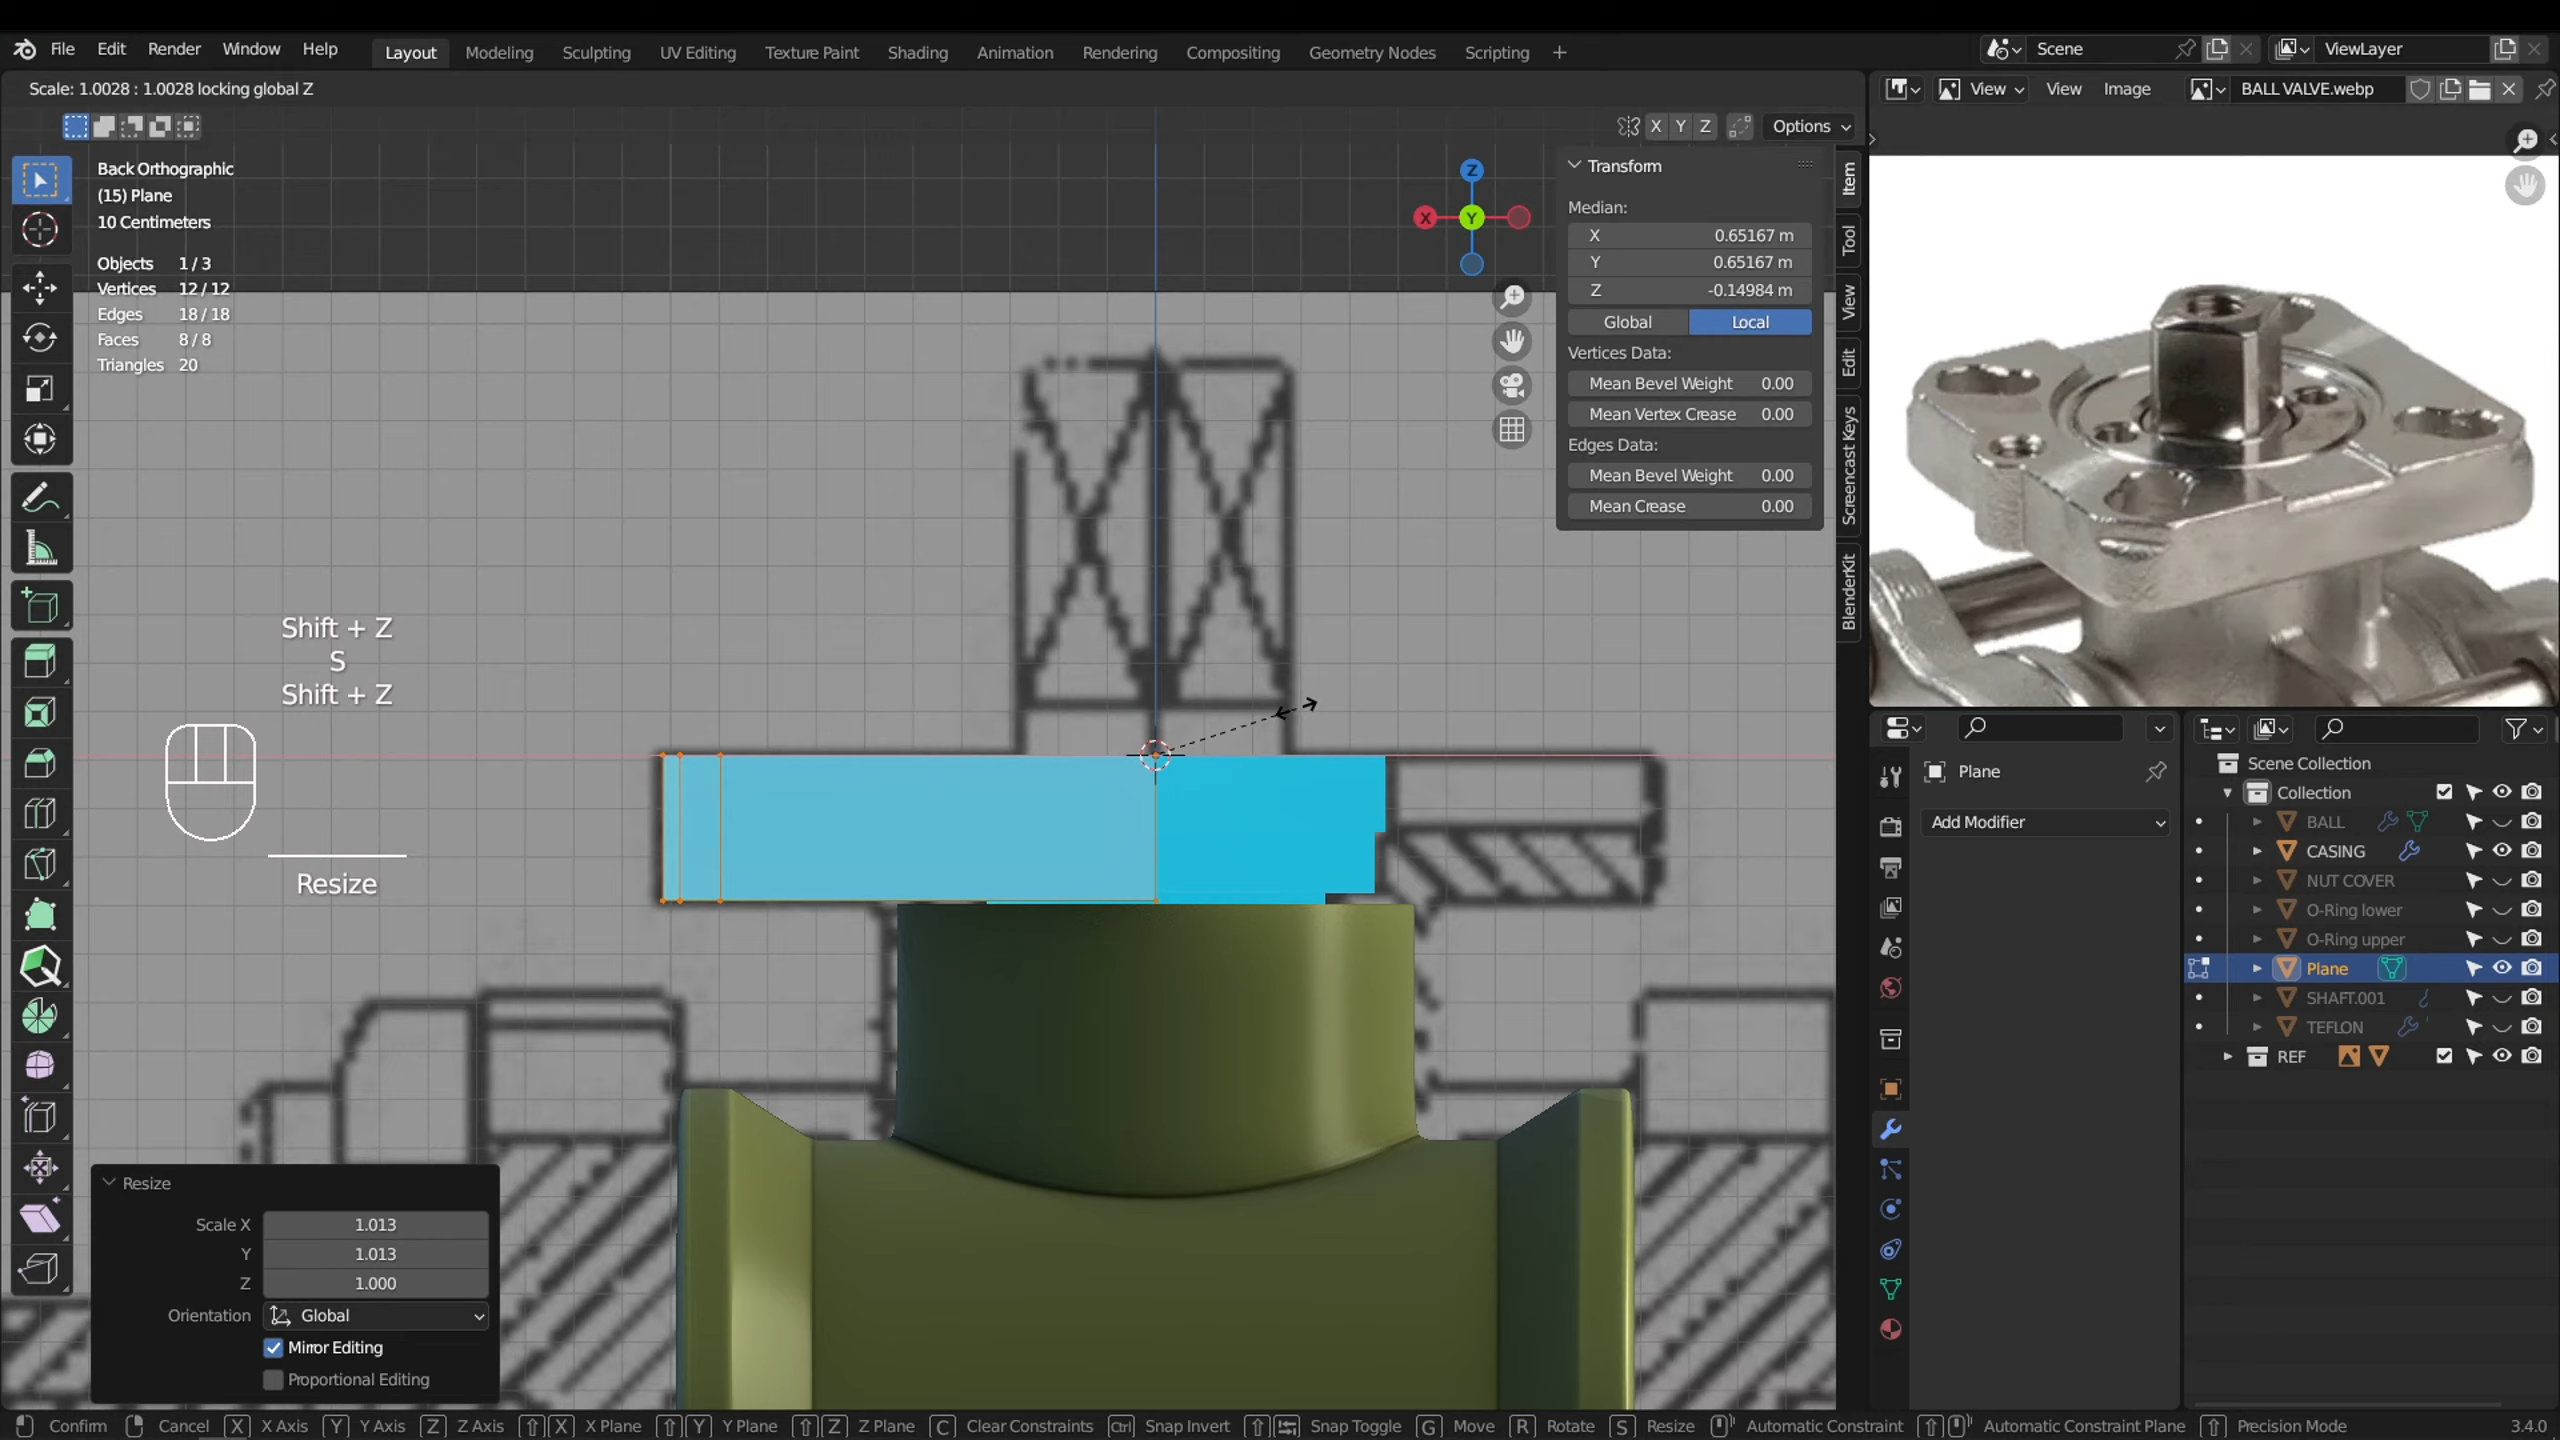 File Edit Render Window Help Layout Modeling Sculpting UV Editing Texture Paint Shading Animation Rendering Compositing Geometry Nodes Scripting + Scene ViewLayer
Scale: 1.0028 : 1.0028 locking global Z
View View Image BALL VALVE.webp
X Y Z Options
Back Orthographic
(15) Plane
10 Centimeters
Objects 1 / 3
Vertices 12 / 12
Edges 18 / 18
Faces 8 / 8
Triangles 20
Z
X
Y
Transform
Median:
X 0.65167 m
Y 0.65167 m
Z -0.14984 m
Global Local
Vertices Data:
Mean Bevel Weight 0.00
Mean Vertex Crease 0.00
Edges Data:
Mean Bevel Weight 0.00
Mean Crease 0.00
Item
Tool
View
Edit
Screencast Keys
BlenderKit
Shift + Z
S
Shift + Z
Resize
Plane
Add Modifier
Scene Collection
Collection
BALL
CASING
NUT COVER
O-Ring lower
O-Ring upper
Plane
SHAFT.001
TEFLON
REF
Resize
Scale X 1.013
Y 1.013
Z 1.000
Orientation Global
Mirror Editing
Proportional Editing
Confirm Cancel X X Axis Y Y Axis Z Z Axis X X Plane Y Y Plane Z Z Plane C Clear Constraints Ctrl Snap Invert Snap Toggle G Move R Rotate S Resize Automatic Constraint Automatic Constraint Plane Precision Mode 3.4.0